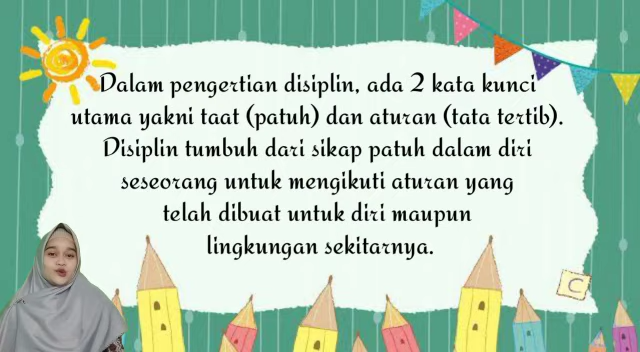 Dalam pengertian disiplin, ada 2 kata kunci
utama yakni taat (patuh) dan aturan (tata tertib).
Disiplin tumbuh dari sikap patuh dalam diri
seseorang untuk mengikuti aturan yang
telah dibuat untuk diri maupun
lingkungan sekitarnya.
C